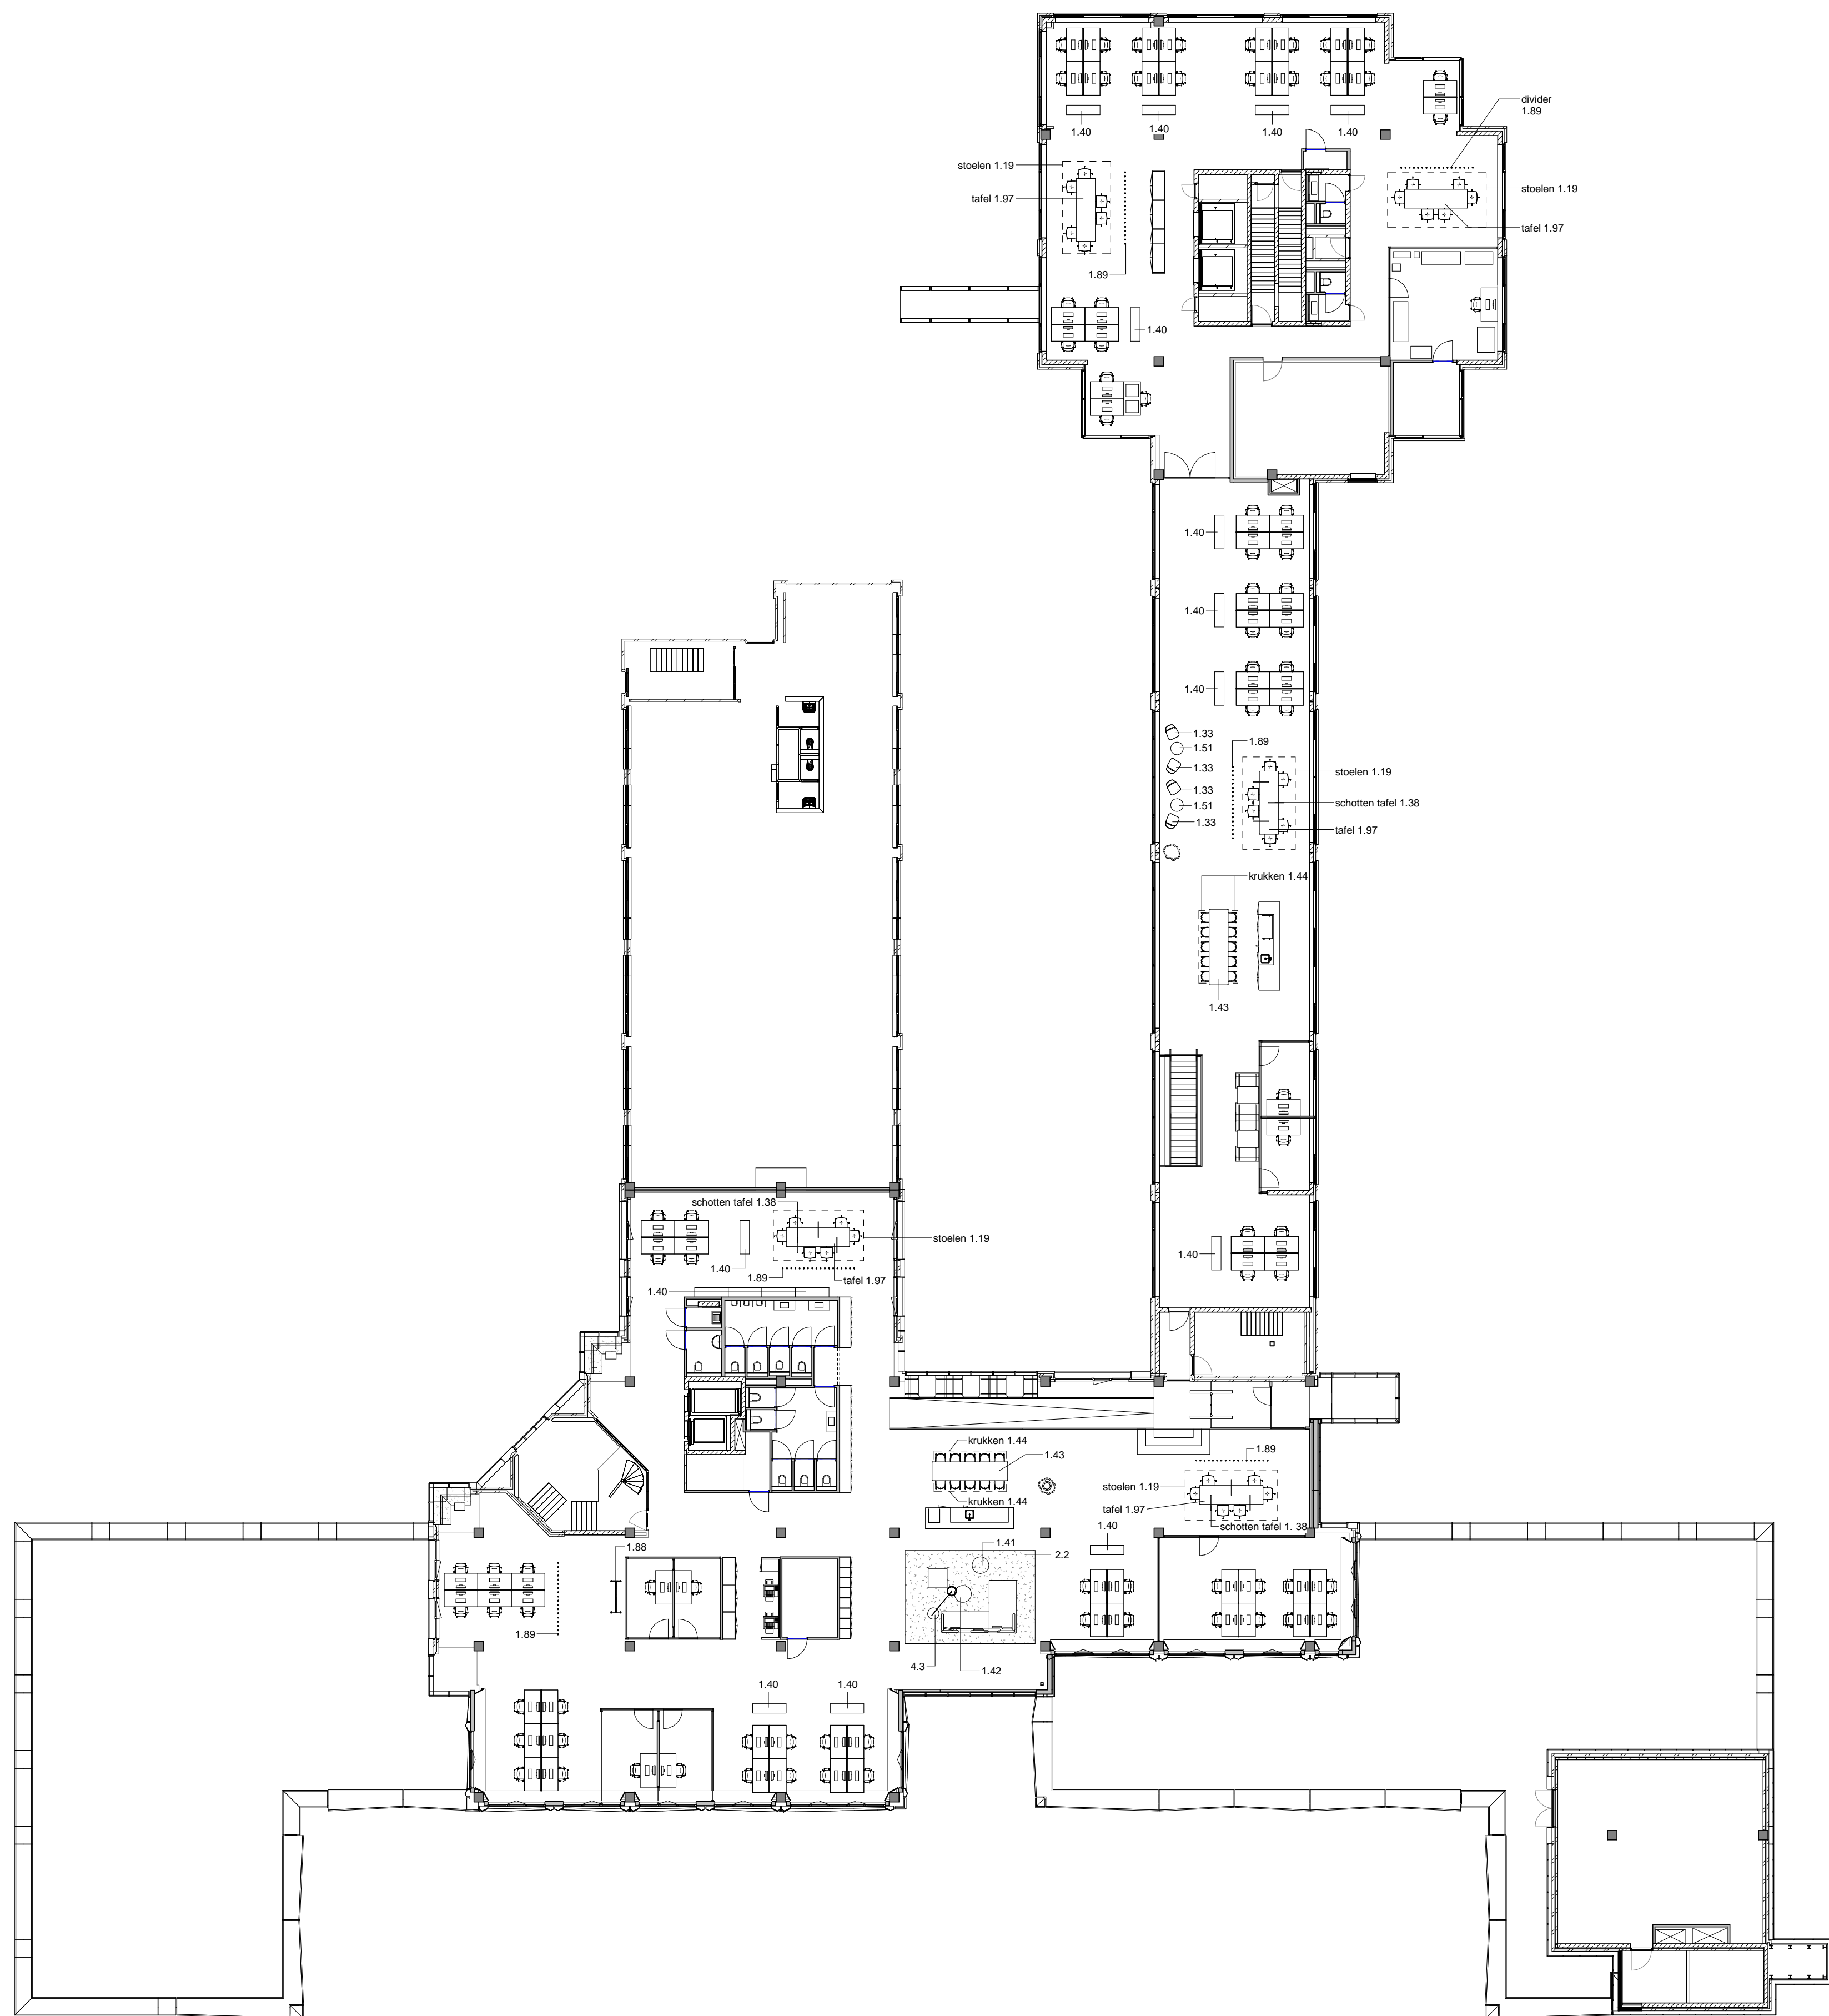 divider
1.89
1.40
1.40
1.40
1.40
stoelen 1.19
stoelen 1.19
tafel 1.97
tafel 1.97
1.89
1.40
1.40
1.40
1.40
1.33
1.89
1.51
1.33
stoelen 1.19
1.33
1.51
schotten tafel 1.38
1.33
tafel 1.97
krukken 1.44
1.43
schotten tafel 1.38
stoelen 1.19
1.40
1.40
1.89
tafel 1.97
1.40
krukken 1.44
1.89
1.43
stoelen 1.19
krukken 1.44
tafel 1.97
1.40
schotten tafel 1. 38
1.88
1.41
2.2
1.89
4.3
1.42
1.40
1.40